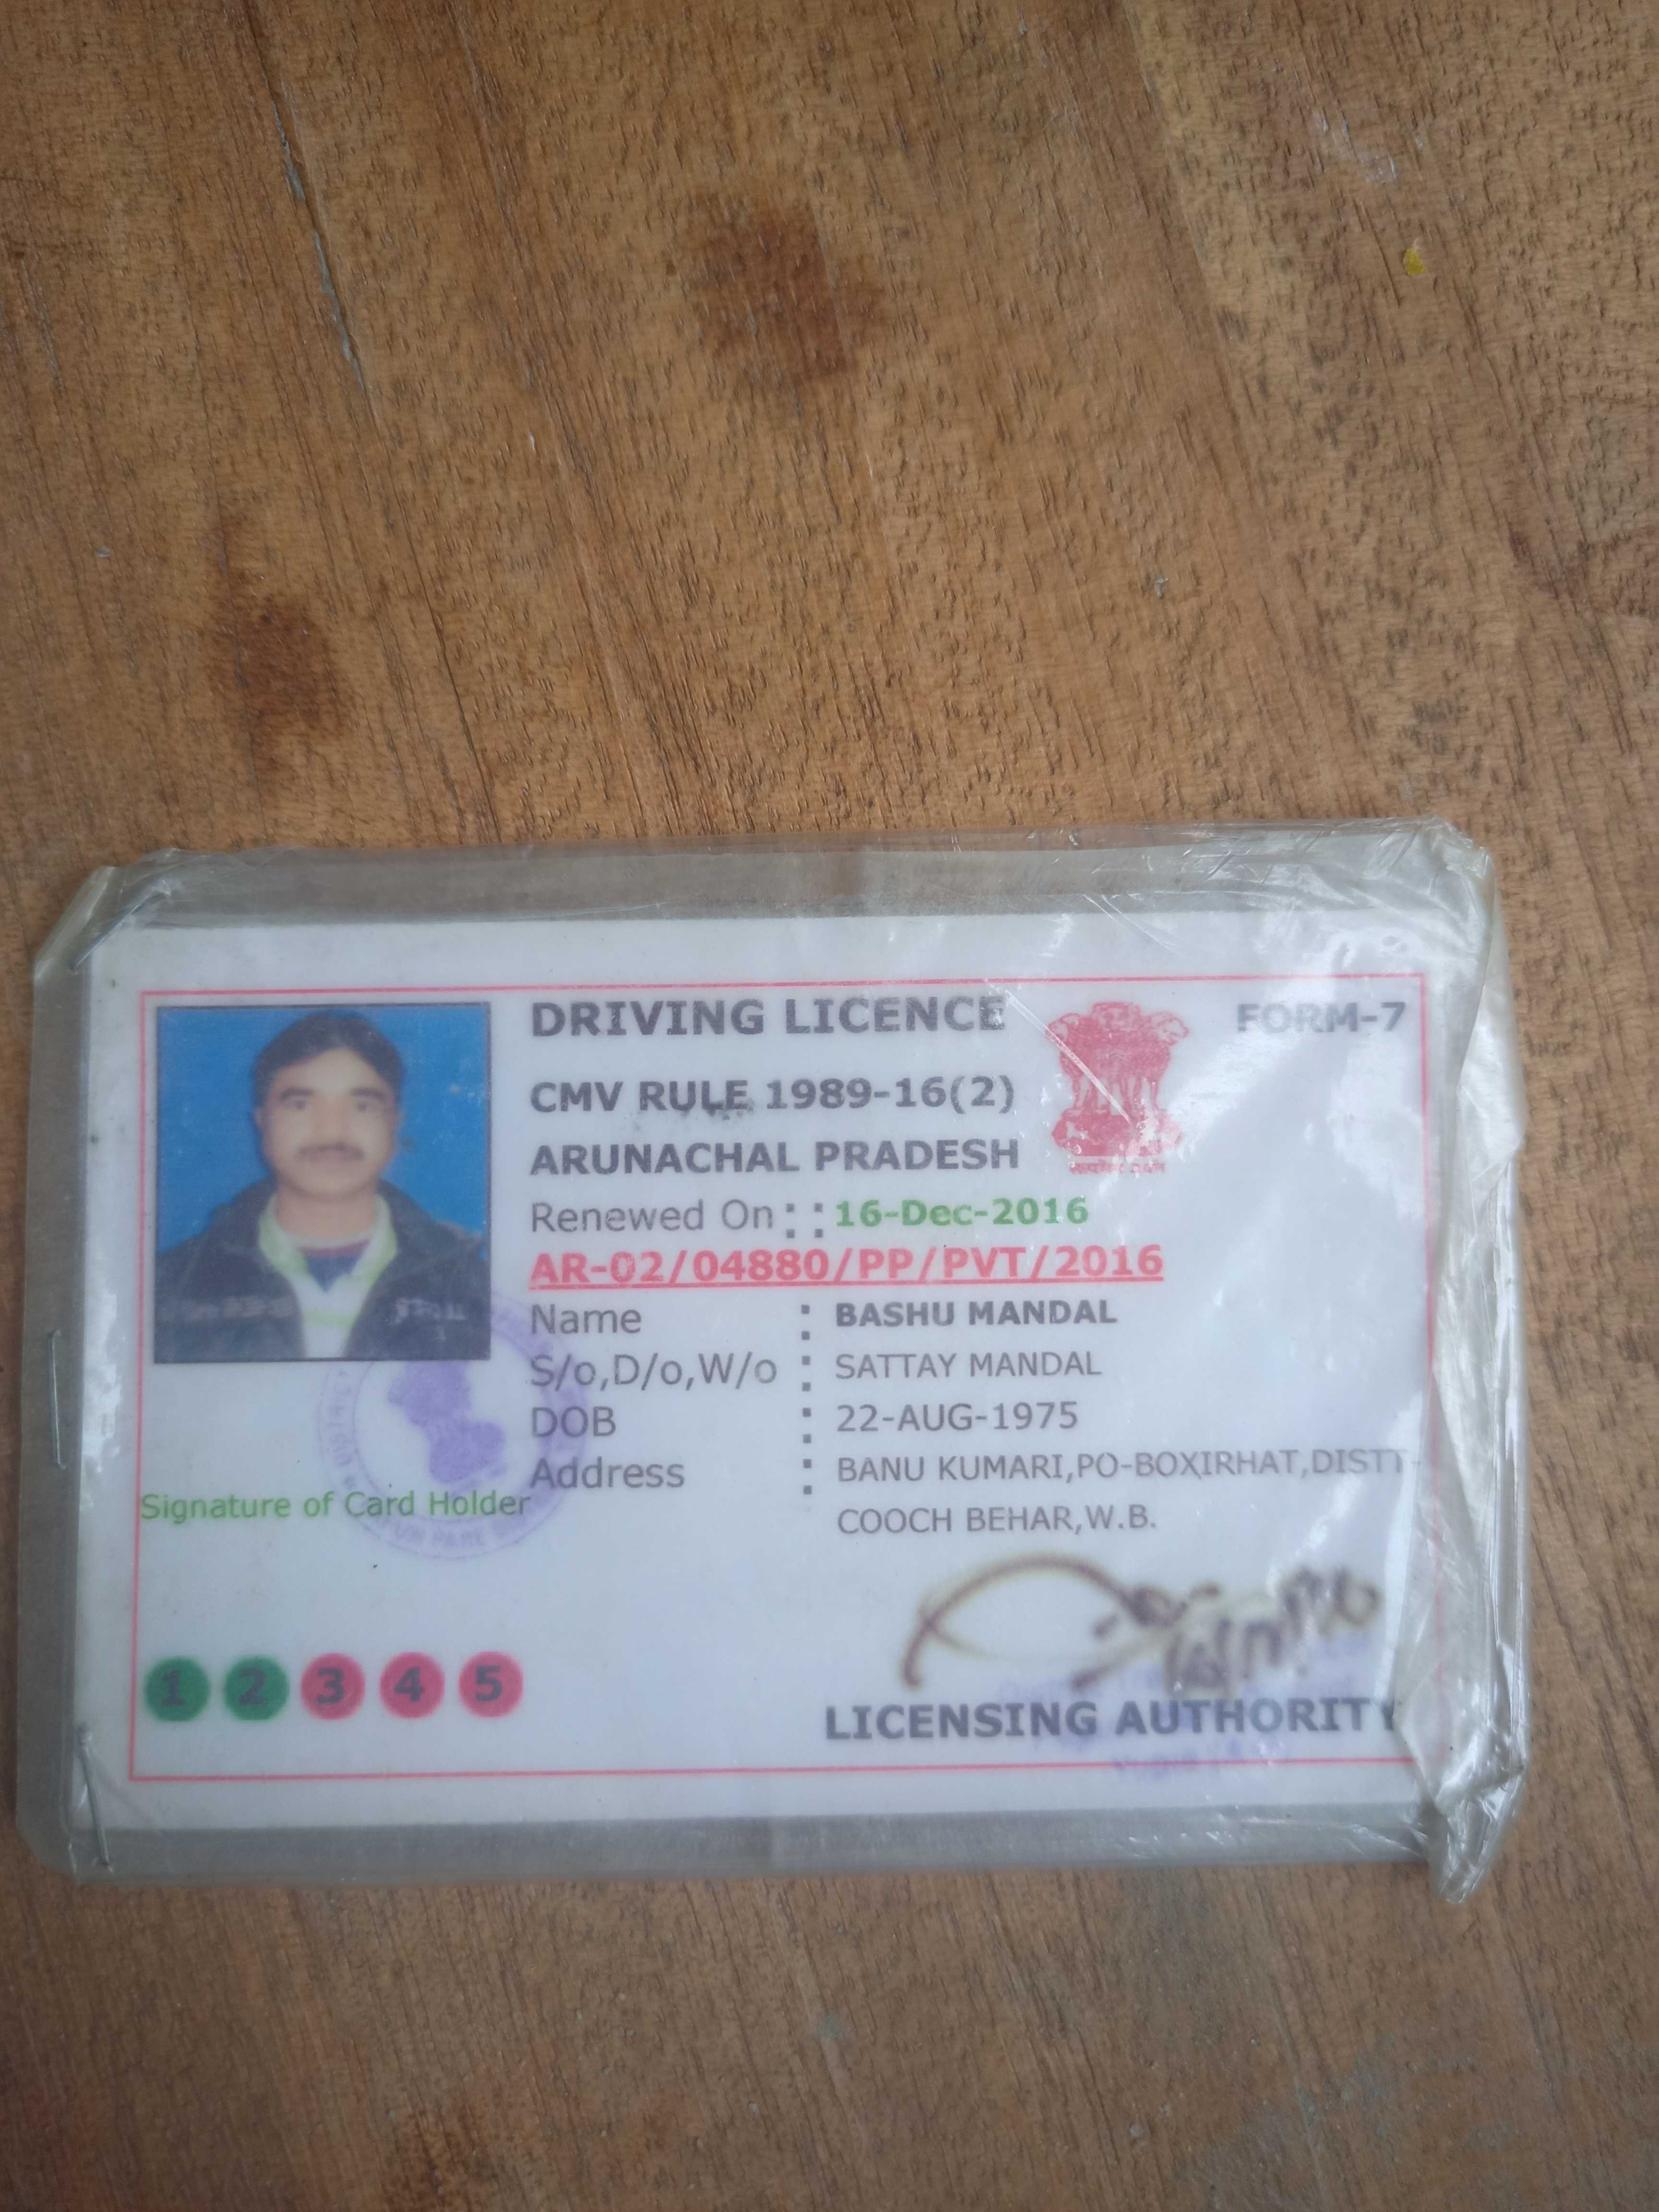 DRIVING LICENCE
FORM-7
CMV RULE 1989-16(2)
ARUNACHAL PRADESH
Renewed On : : 16-Dec-2016
AR-02/04880/PP/PVT/2016
Name : BASHU MANDAL
S/o,D/o,W/o : SATTAY MANDAL
DOB : 22-AUG-1975
Address : BANU KUMARI,PO-BOXIRHAT,DISTT-
COOCH BEHAR,W.B.
Signature of Card Holder
1 2 3 4 5
LICENSING AUTHORITY